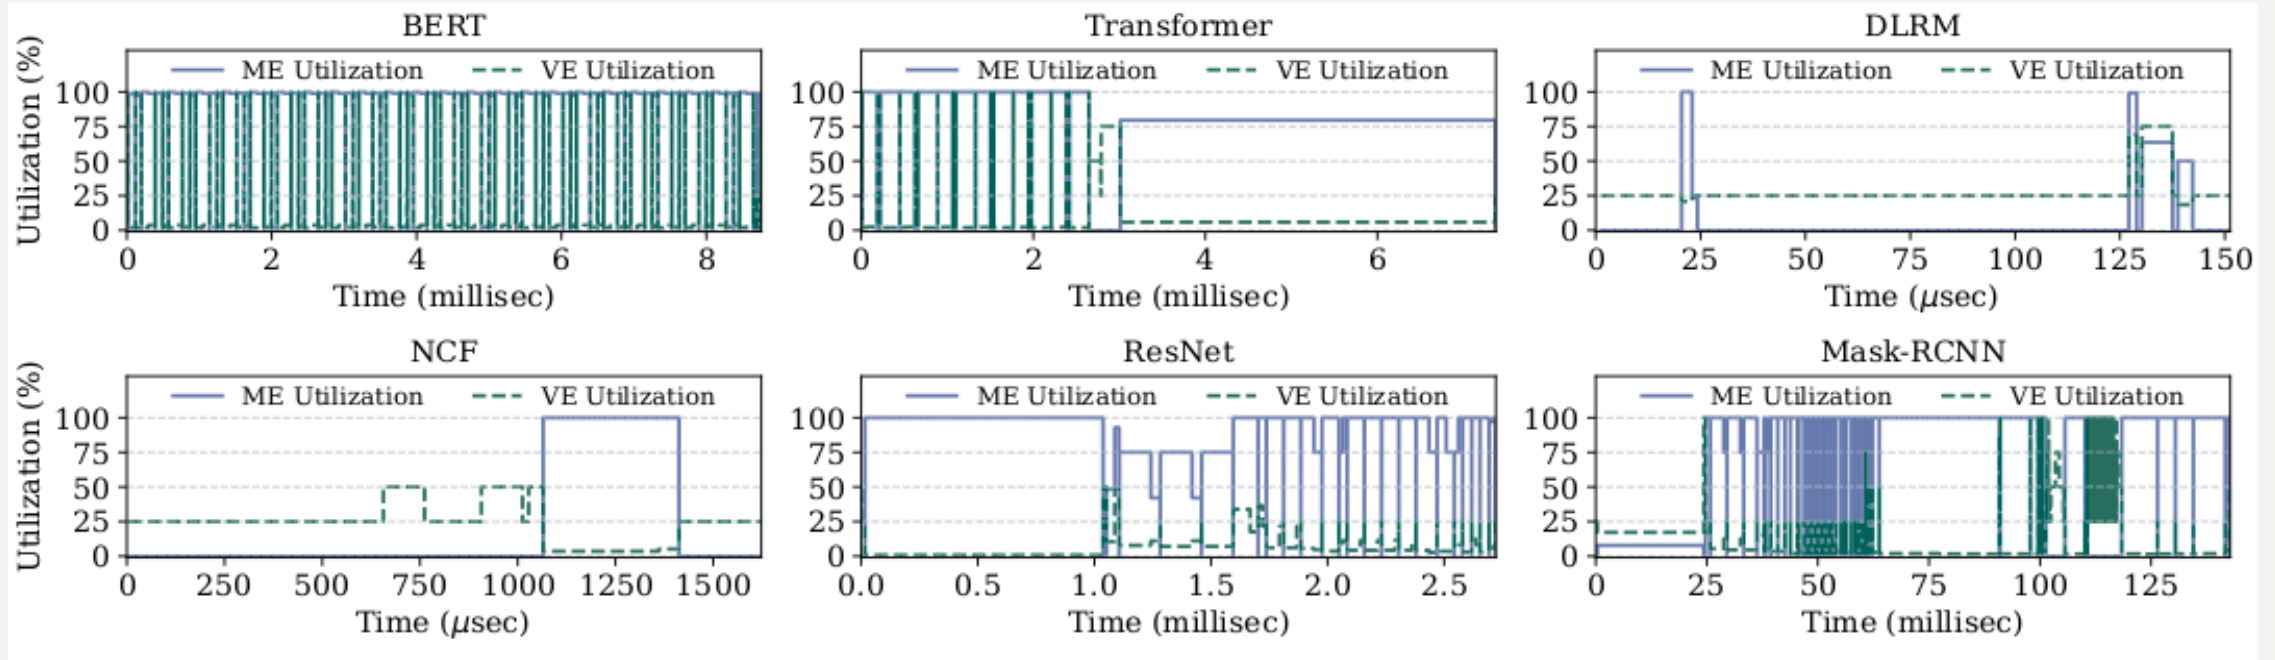 BERT
Utilization (%)
ME Utilization VE Utilization
100
75
50
25
0
0 2 4 6 8
Time (millisec)
Transformer
ME Utilization VE Utilization
100
75
50
25
0
0 2 4 6
Time (millisec)
DLRM
ME Utilization VE Utilization
100
75
50
25
0
0 25 50 75 100 125 150
Time (μsec)
NCF
Utilization (%)
ME Utilization VE Utilization
100
75
50
25
0
0 250 500 750 1000 1250 1500
Time (μsec)
ResNet
ME Utilization VE Utilization
100
75
50
25
0
0.0 0.5 1.0 1.5 2.0 2.5
Time (millisec)
Mask-RCNN
ME Utilization VE Utilization
100
75
50
25
0
0 25 50 75 100 125
Time (millisec)